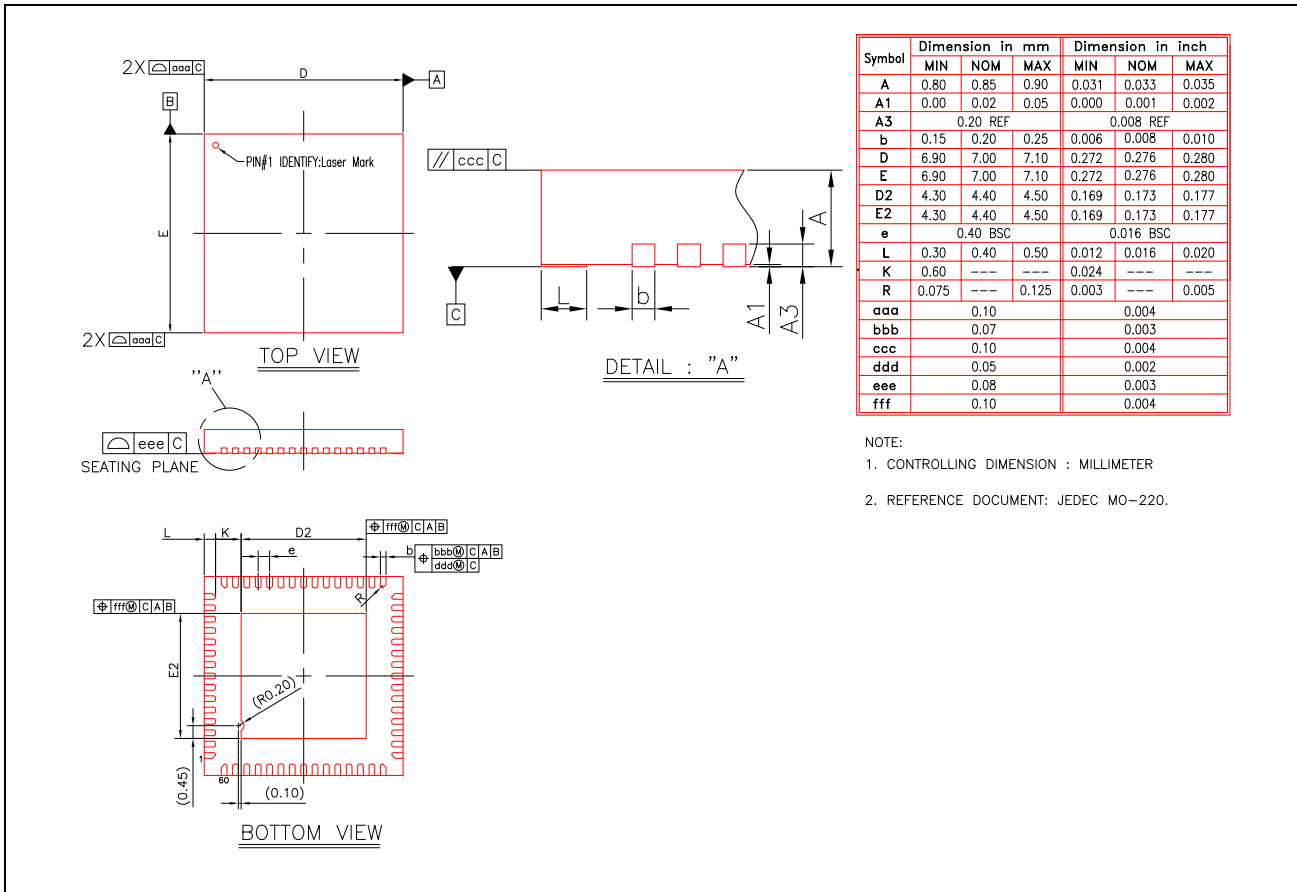 2X aaa C
D
A
B
PIN#1 IDENTIFY:Laser Mark
E
2X aaa C
TOP VIEW
// ccc C
A
L
b
A1
A3
C
DETAIL : "A"
"A"
eee C
SEATING PLANE
L
K
D2
fff Ⓜ C A B
e
b
bbb Ⓜ C A B
ddd Ⓜ C
R
fff Ⓜ C A B
E2
(R0.20)
1
60
(0.45)
(0.10)
BOTTOM VIEW
Symbol Dimension in mm Dimension in inch
MIN NOM MAX MIN NOM MAX
A 0.80 0.85 0.90 0.031 0.033 0.035
A1 0.00 0.02 0.05 0.000 0.001 0.002
A3 0.20 REF 0.008 REF
b 0.15 0.20 0.25 0.006 0.008 0.010
D 6.90 7.00 7.10 0.272 0.276 0.280
E 6.90 7.00 7.10 0.272 0.276 0.280
D2 4.30 4.40 4.50 0.169 0.173 0.177
E2 4.30 4.40 4.50 0.169 0.173 0.177
e 0.40 BSC 0.016 BSC
L 0.30 0.40 0.50 0.012 0.016 0.020
K 0.60 --- --- 0.024 --- ---
R 0.075 --- 0.125 0.003 --- 0.005
aaa 0.10 0.004
bbb 0.07 0.003
ccc 0.10 0.004
ddd 0.05 0.002
eee 0.08 0.003
fff 0.10 0.004
NOTE:
1. CONTROLLING DIMENSION : MILLIMETER
2. REFERENCE DOCUMENT: JEDEC MO-220.